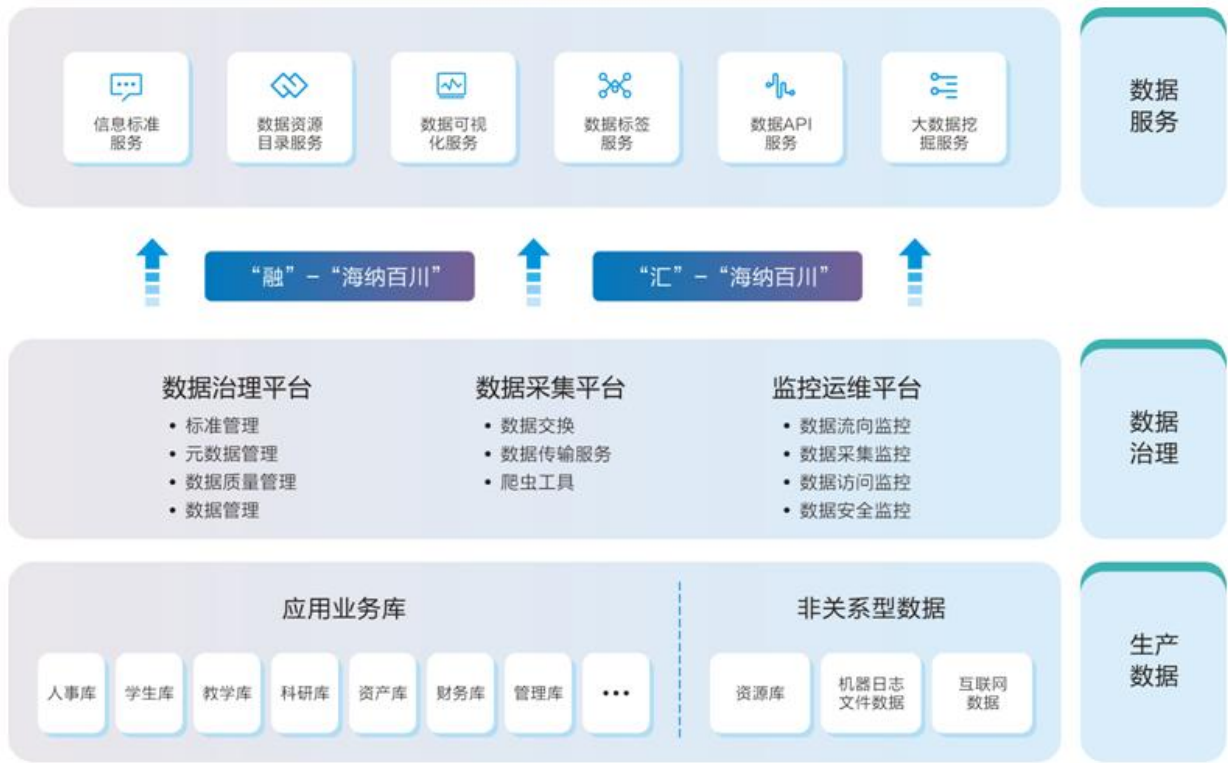 信息标准
服务
数据资源
目录服务
数据可视
化服务
数据标签
服务
数据API
服务
大数据挖
掘服务
数据
服务
“融” - “海纳百川”
“汇” - “海纳百川”
数据治理平台
• 标准管理
• 元数据管理
• 数据质量管理
• 数据管理
数据采集平台
• 数据交换
• 数据传输服务
• 爬虫工具
监控运维平台
• 数据流向监控
• 数据采集监控
• 数据访问监控
• 数据安全监控
数据
治理
应用业务库
人事库
学生库
教学库
科研库
资产库
财务库
管理库
•••
非关系型数据
资源库
机器日志
文件数据
互联网
数据
生产
数据